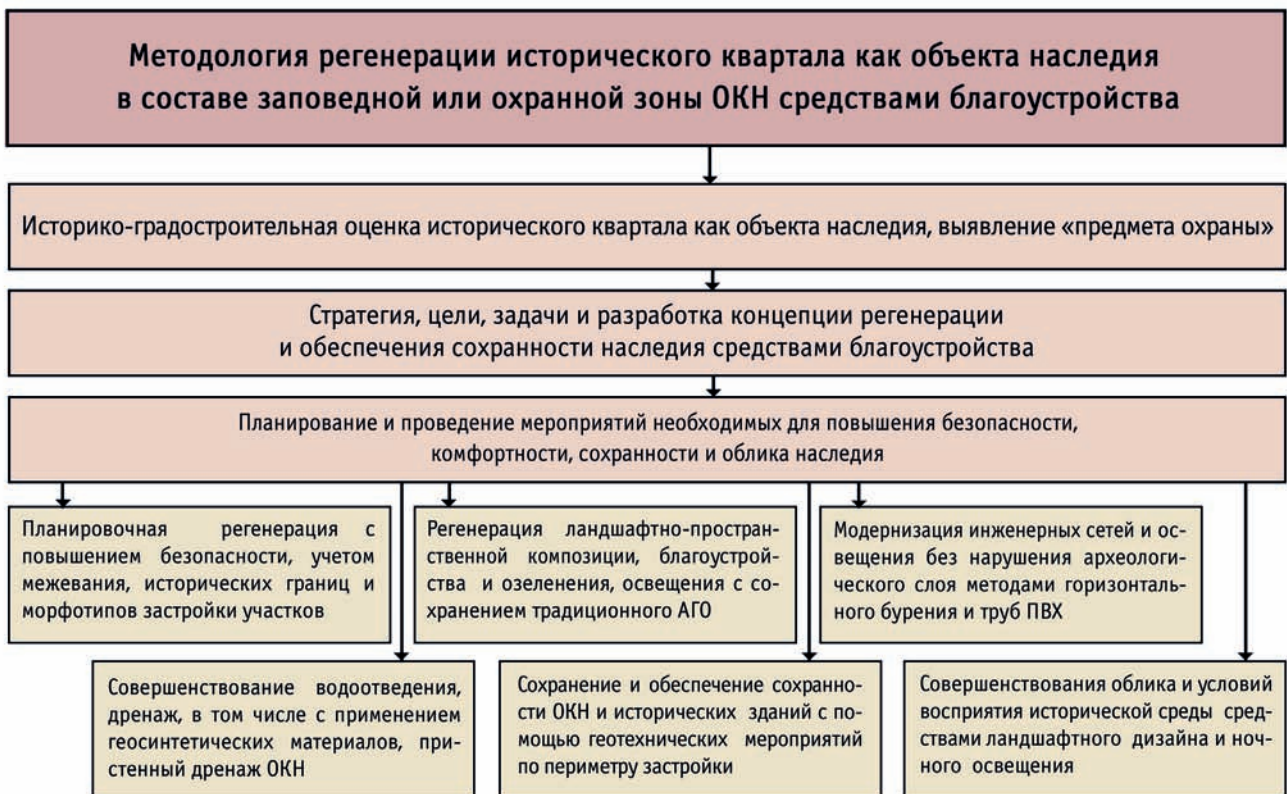 Методология регенерации исторического квартала как объекта наследия
в составе заповедной или охранной зоны ОКН средствами благоустройства
Историко-градостроительная оценка исторического квартала как объекта наследия, выявление «предмета охраны»
Стратегия, цели, задачи и разработка концепции регенерации
и обеспечения сохранности наследия средствами благоустройства
Планирование и проведение мероприятий необходимых для повышения безопасности,
комфортности, сохранности и облика наследия
Планировочная регенерация с
повышением безопасности, учетом
межевания, исторических границ и
морфотипов застройки участков
Регенерация ландшафтно-простран-
ственной композиции, благоустройс-
тва и озеленения, освещения с со-
хранением традиционного АГО
Модернизация инженерных сетей и ос-
вещения без нарушения археологи-
ческого слоя методами горизонталь-
ного бурения и труб ПВХ
Совершенствование водоотведения,
дренаж, в том числе с применением
геосинтетических материалов, при-
стенный дренаж ОКН
Сохранение и обеспечение сохранно-
сти ОКН и исторических зданий с по-
мощью геотехнических мероприятий
по периметру застройки
Совершенствования облика и условий
восприятия исторической среды сред-
ствами ландшафтного дизайна и ноч-
ного освещения